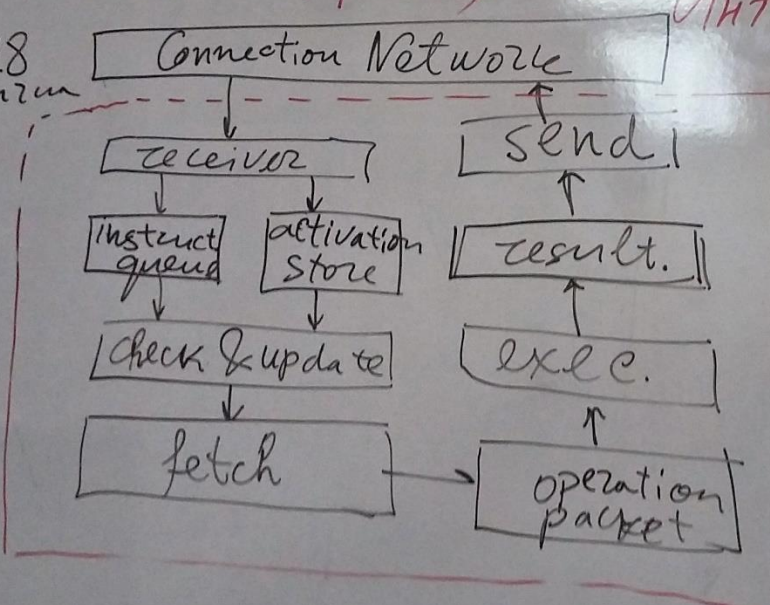 Connection Network
receiver
instruct
queue
activation
store
check & update
fetch
operation
packet
exec.
result.
send